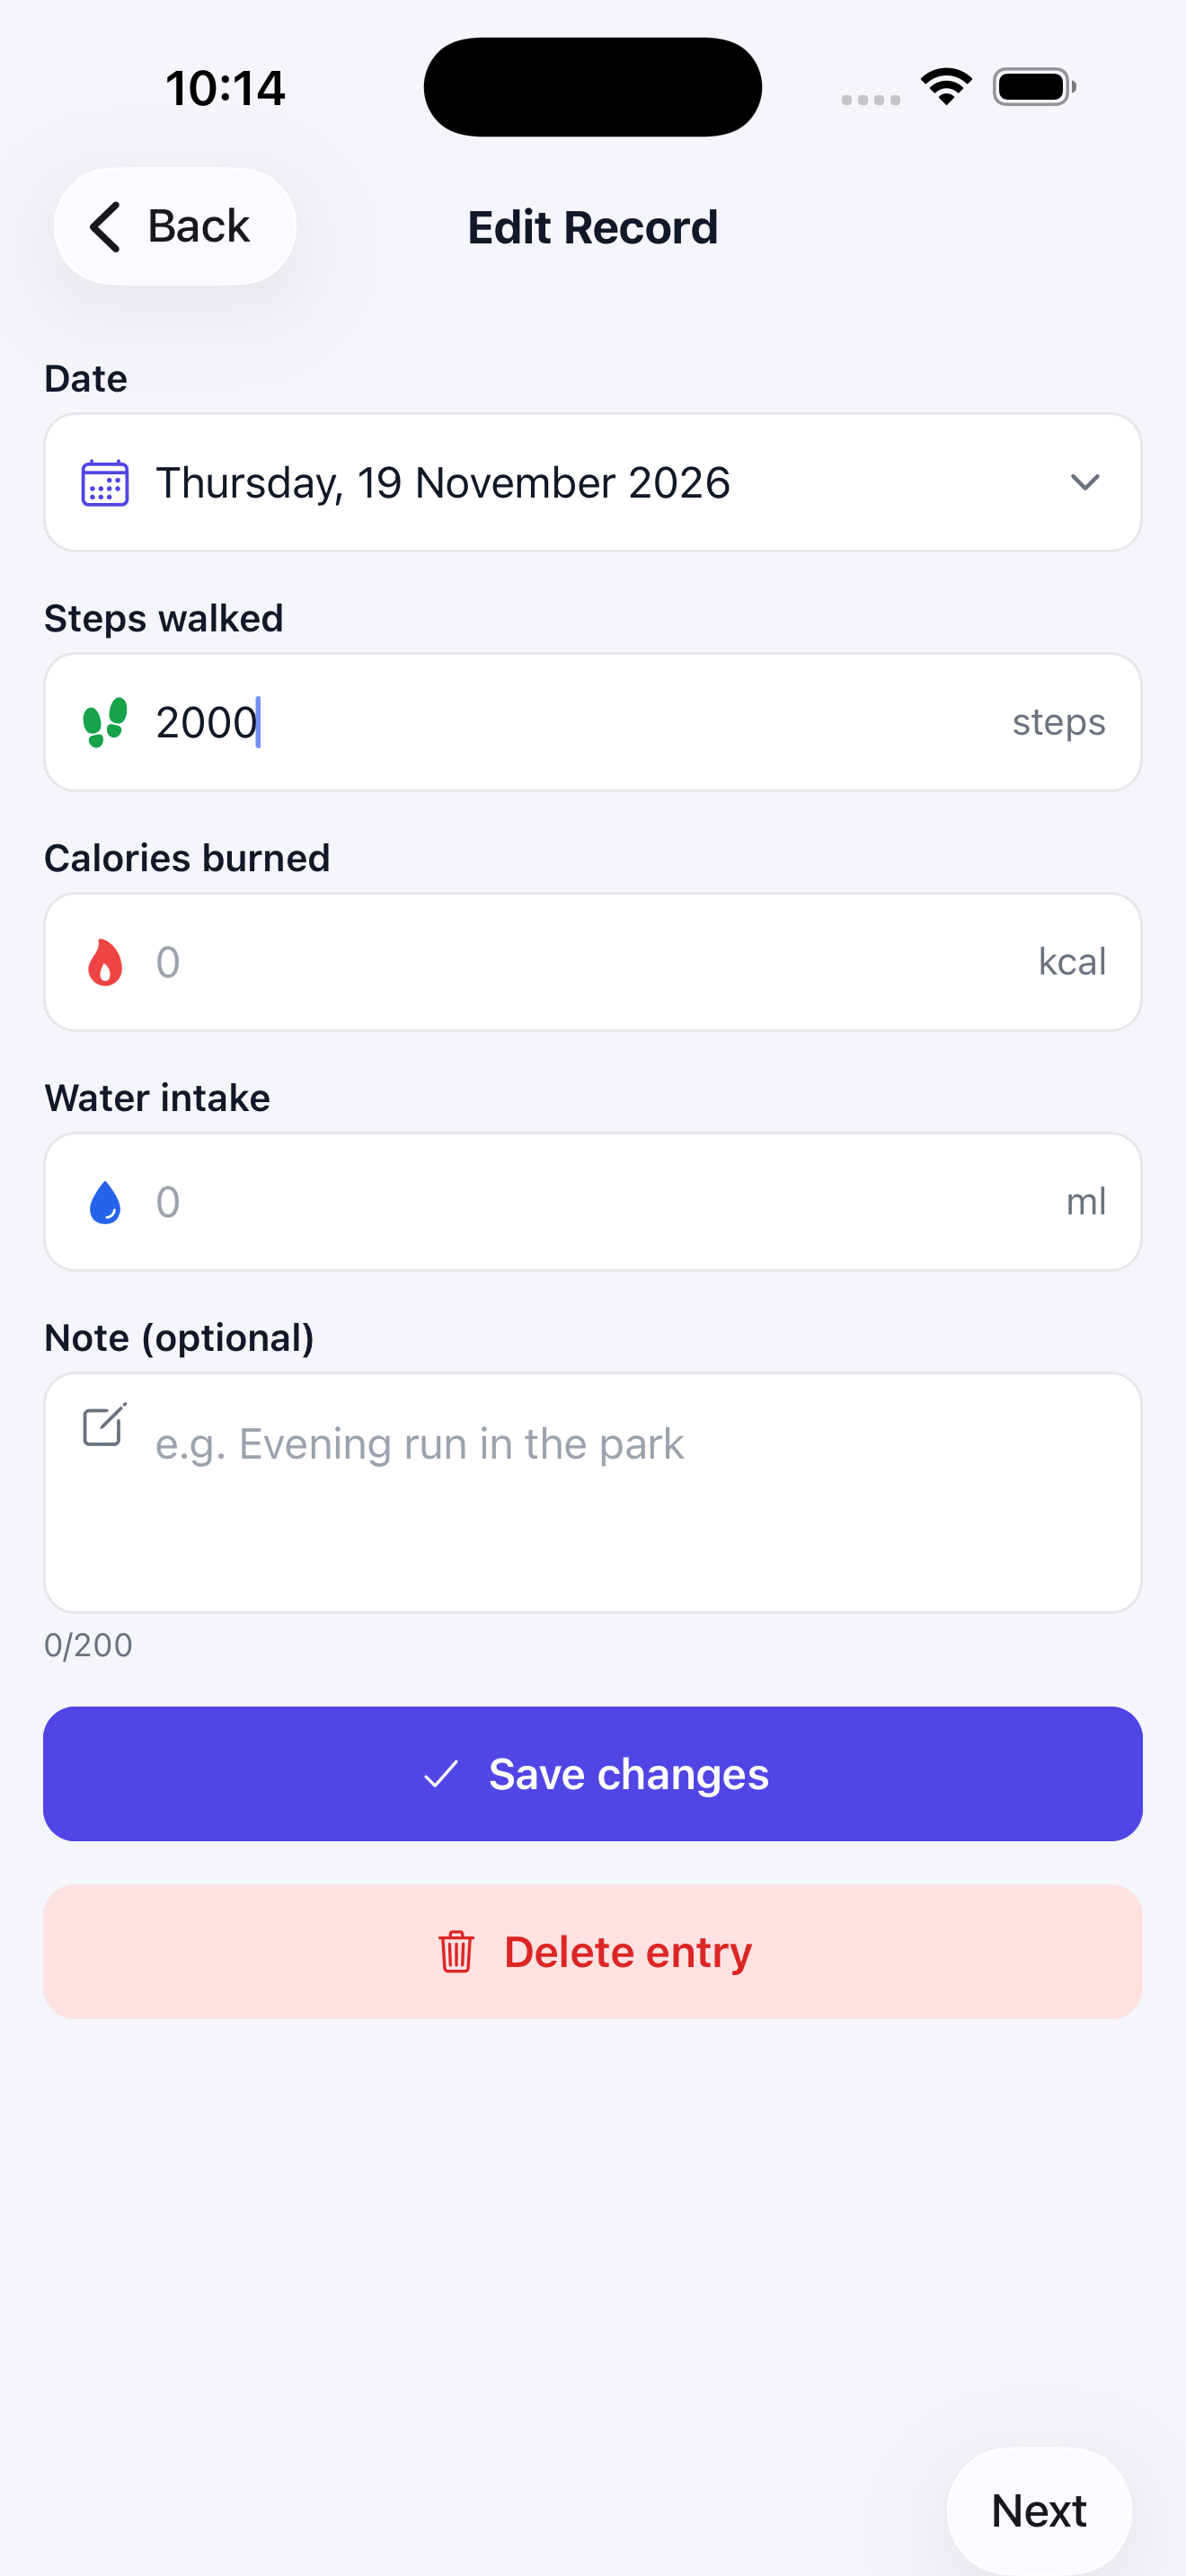 10:14
Back
Edit Record
Date
Thursday, 19 November 2026
Steps walked
2000 steps
Calories burned
0 kcal
Water intake
0 ml
Note (optional)
e.g. Evening run in the park
0/200
Save changes
Delete entry
Next